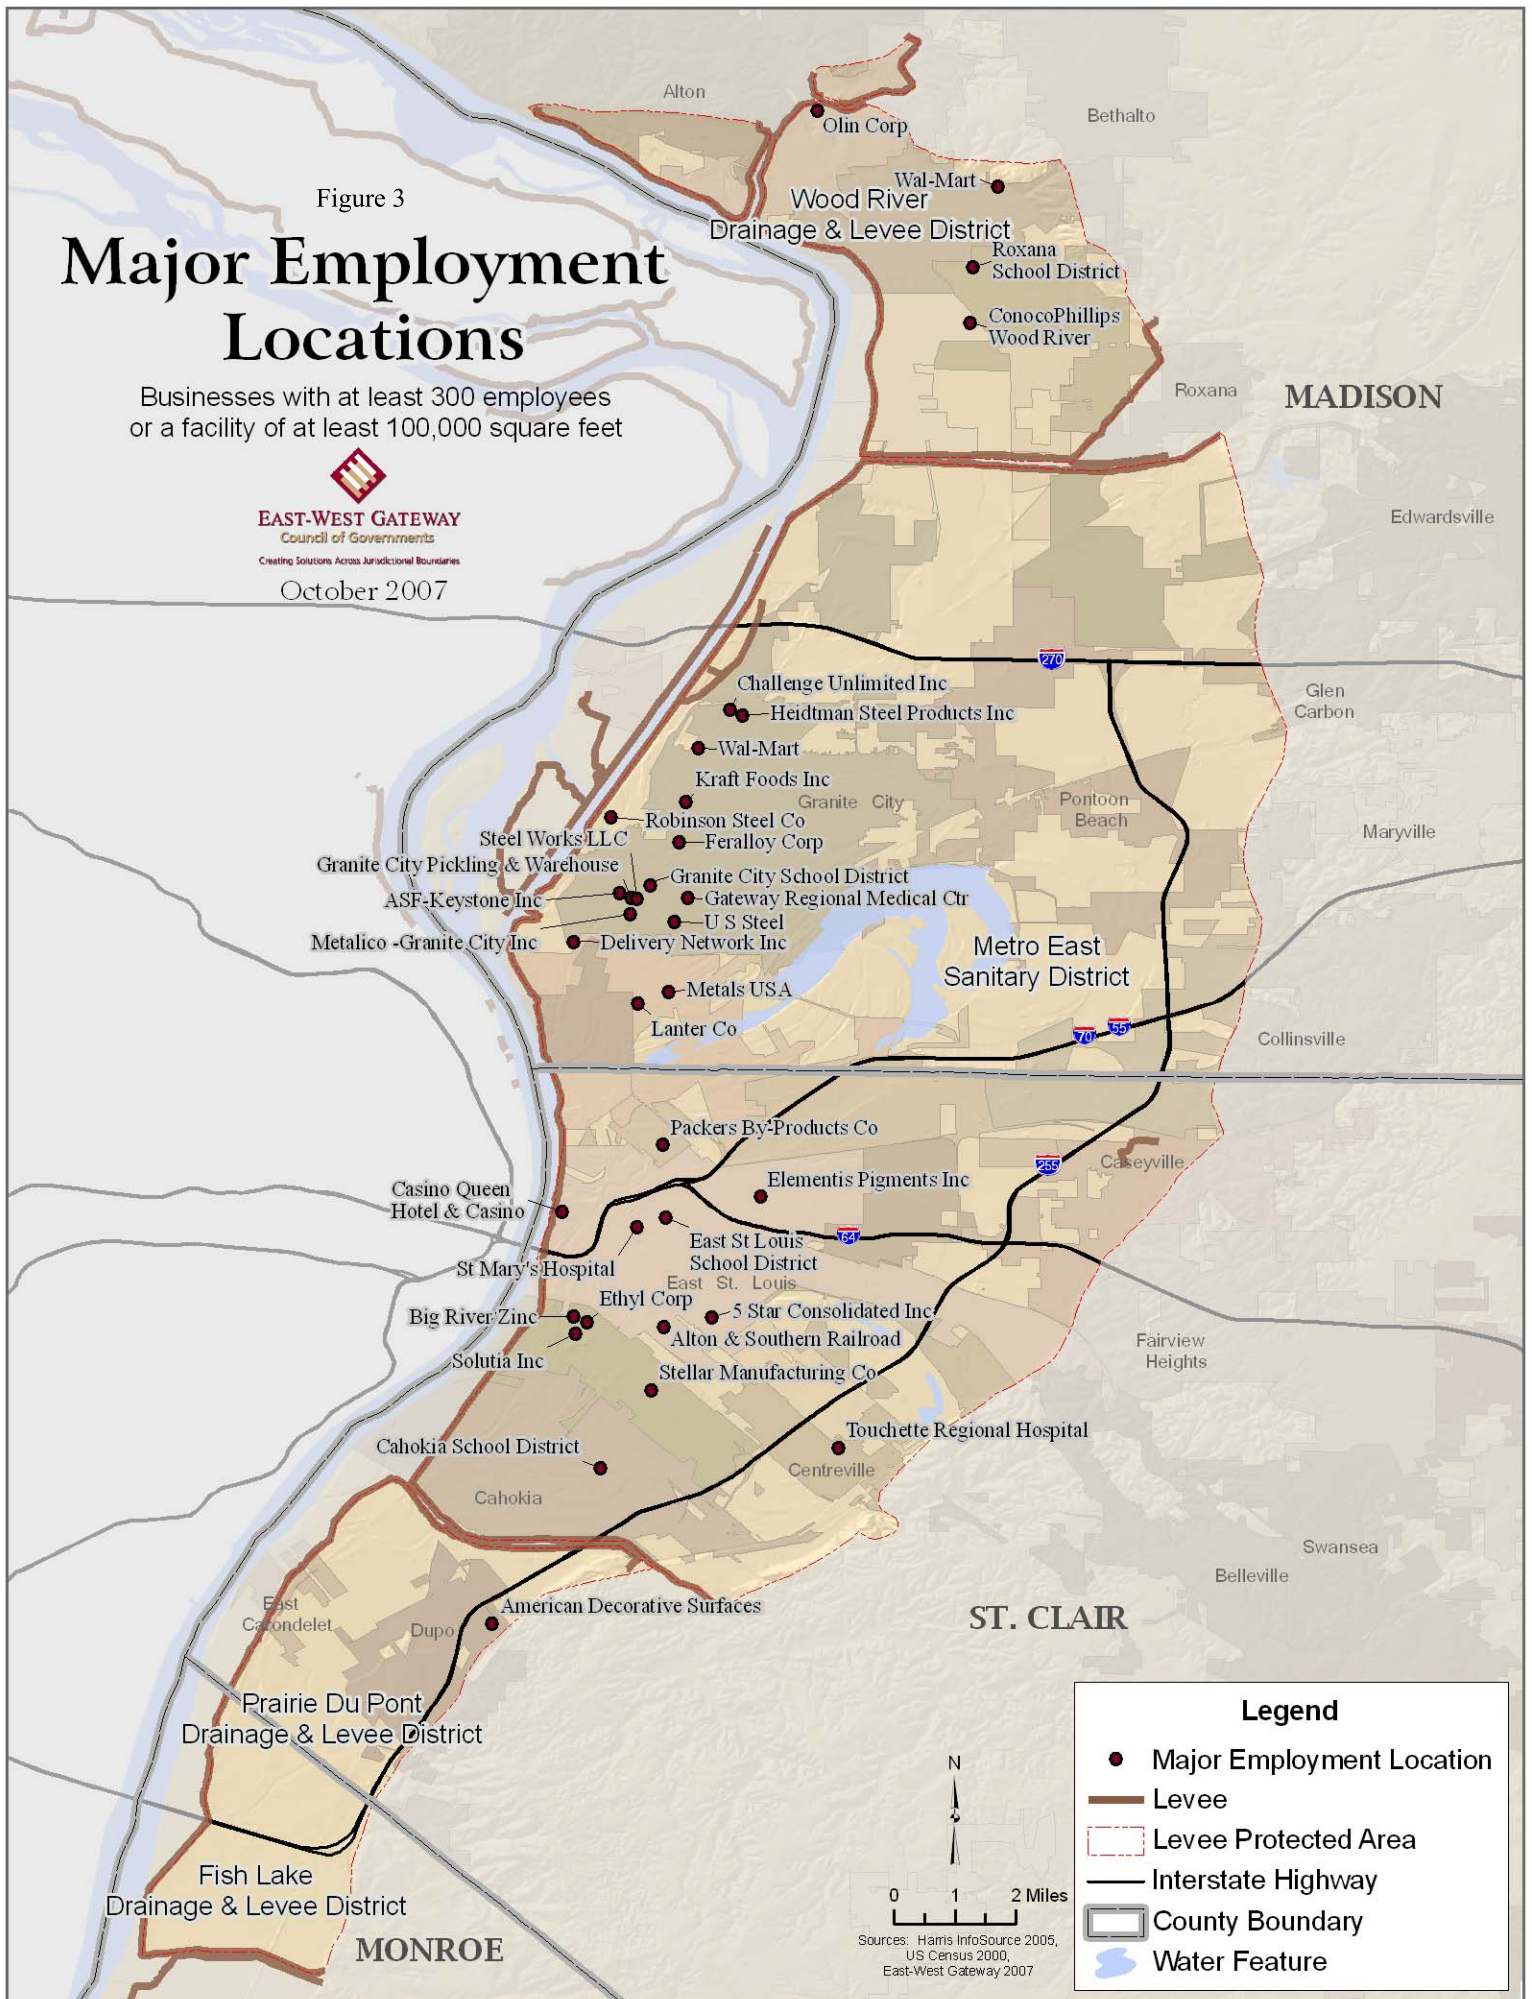 Figure 3
Major Employment
Locations
Businesses with at least 300 employees
or a facility of at least 100,000 square feet
EAST-WEST GATEWAY
Council of Governments
Creating Solutions Across Jurisdictional Boundaries
October 2007
Alton
Bethalto
Olin Corp
Wal-Mart
Wood River
Drainage & Levee District
Roxana
School District
ConocoPhillips
Wood River
Roxana
MADISON
Edwardsville
270
Glen
Carbon
Challenge Unlimited Inc
Heidtman Steel Products Inc
Wal-Mart
Kraft Foods Inc
Granite City
Pontoon
Beach
Maryville
Robinson Steel Co
Steel Works LLC
Feralloy Corp
Granite City Pickling & Warehouse
Granite City School District
ASF-Keystone Inc
Gateway Regional Medical Ctr
U S Steel
Metalico -Granite City Inc
Delivery Network Inc
Metro East
Sanitary District
Metals USA
Lanter Co
70
55
Collinsville
Packers By-Products Co
255
Caseyville
Elementis Pigments Inc
Casino Queen
Hotel & Casino
64
East St Louis
School District
St Mary's Hospital
East St. Louis
Ethyl Corp
Big River Zinc
5 Star Consolidated Inc
Alton & Southern Railroad
Solutia Inc
Fairview
Heights
Stellar Manufacturing Co
Touchette Regional Hospital
Cahokia School District
Centreville
Cahokia
Swansea
Belleville
East
Carondelet
American Decorative Surfaces
Dupo
ST. CLAIR
Prairie Du Pont
Drainage & Levee District
Fish Lake
Drainage & Levee District
MONROE
N
0 1 2 Miles
Sources: Harris InfoSource 2005,
US Census 2000,
East-West Gateway 2007
Legend
Major Employment Location
Levee
Levee Protected Area
Interstate Highway
County Boundary
Water Feature